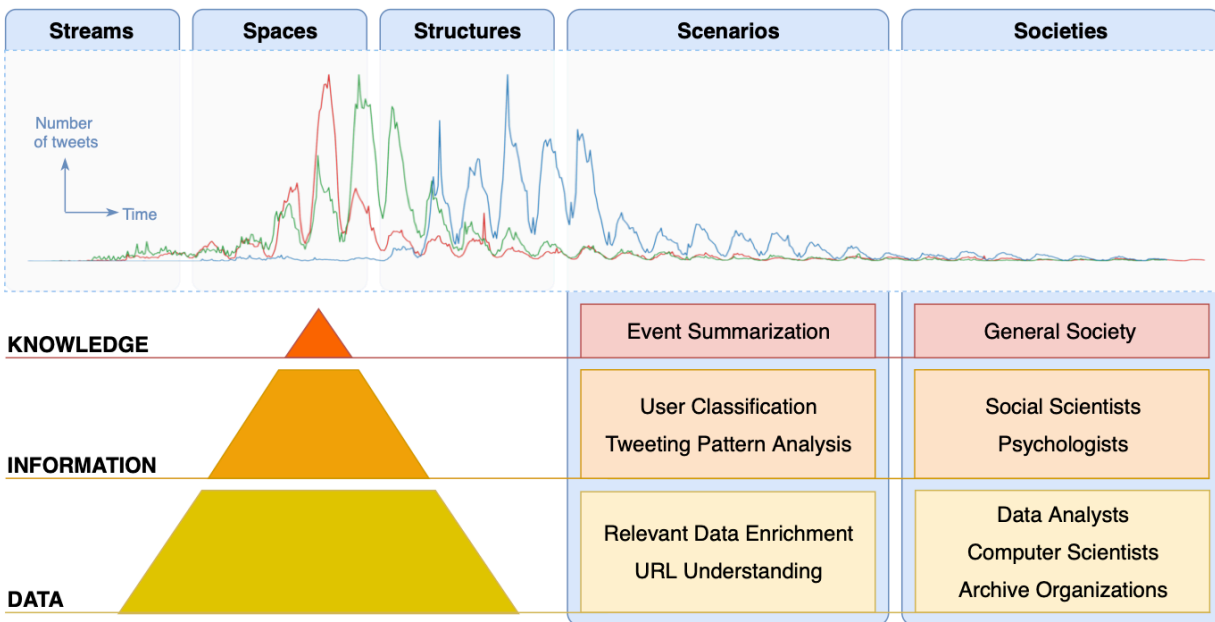 Streams
Spaces
Structures
Scenarios
Societies
Number
of tweets
Time
KNOWLEDGE
Event Summarization
General Society
INFORMATION
User Classification
Tweeting Pattern Analysis
Social Scientists
Psychologists
DATA
Relevant Data Enrichment
URL Understanding
Data Analysts
Computer Scientists
Archive Organizations